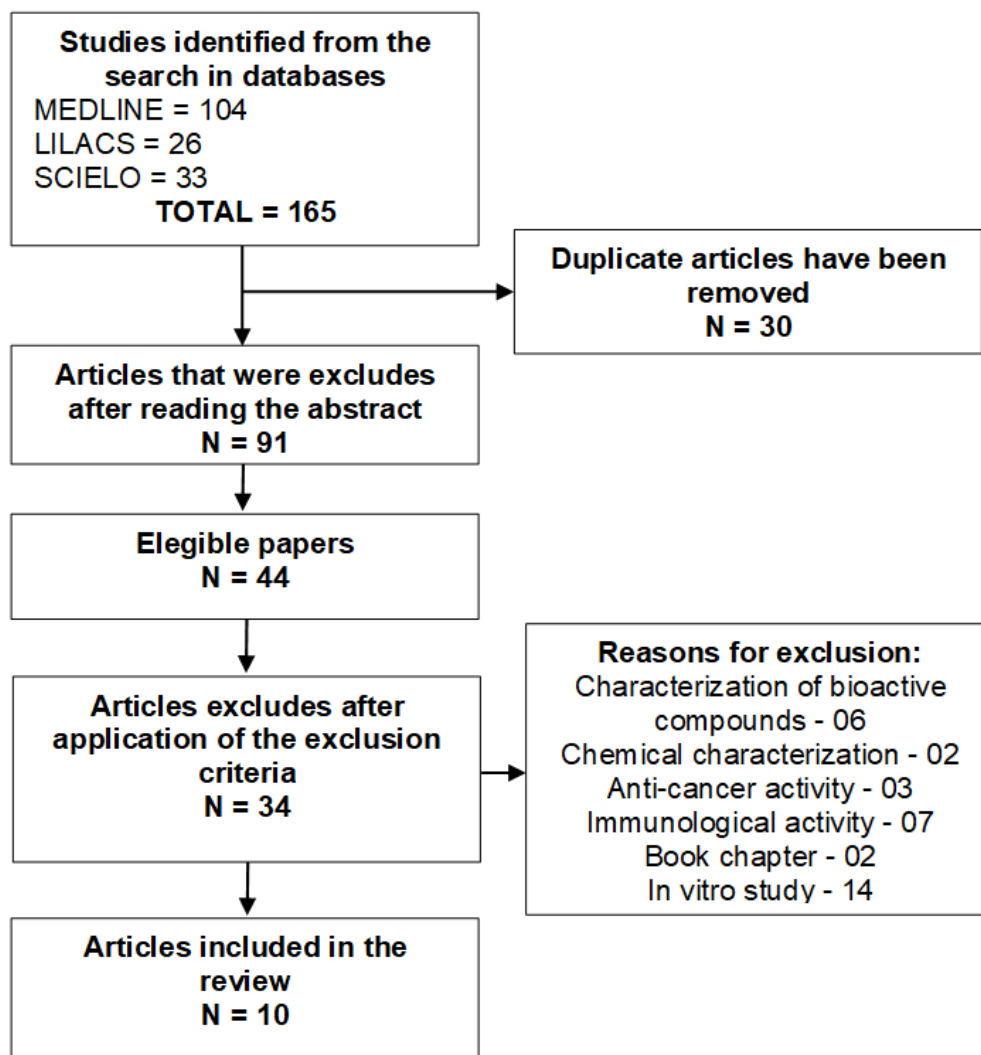 Studies identified from the
search in databases
MEDLINE = 104
LILACS = 26
SCIELO = 33
TOTAL = 165
Duplicate articles have been
removed
N = 30
Articles that were excludes
after reading the abstract
N = 91
Elegible papers
N = 44
Articles excludes after
application of the exclusion
criteria
N = 34
Reasons for exclusion:
Characterization of bioactive
compounds - 06
Chemical characterization - 02
Anti-cancer activity - 03
Immunological activity - 07
Book chapter - 02
In vitro study - 14
Articles included in the
review
N = 10